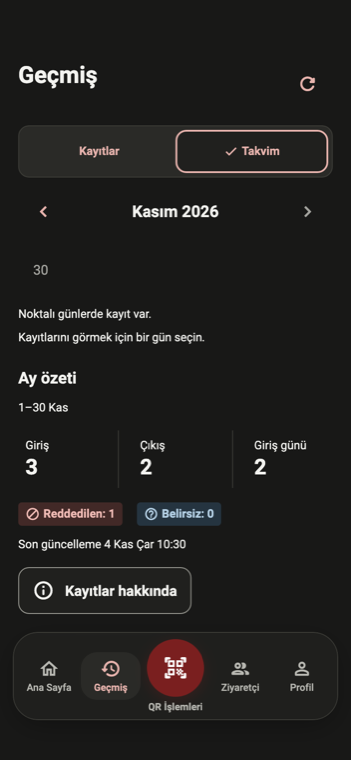 Geçmiş
Kayıtlar
Takvim
Kasım 2026
30
Noktalı günlerde kayıt var.
Kayıtlarını görmek için bir gün seçin.
Ay özeti
1–30 Kas
Giriş
3
Çıkış
2
Giriş günü
2
Reddedilen: 1
Belirsiz: 0
Son güncelleme 4 Kas Çar 10:30
Kayıtlar hakkında
Ana Sayfa
Geçmiş
QR İşlemleri
Ziyaretçi
Profil